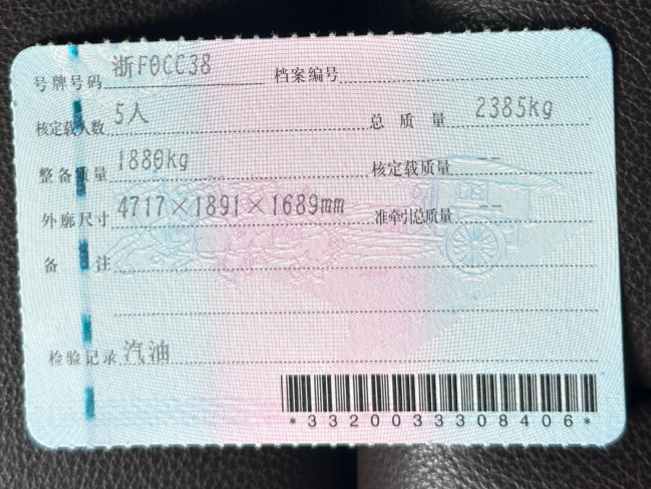 号牌号码 浙F0CC38 档案编号
核定载人数 5人 总质量 2385kg
整备质量 1880kg 核定载质量 --
外廓尺寸 4717×1891×1689mm 准牵引总质量 --
备注
检验记录 汽油
*3320033308406*